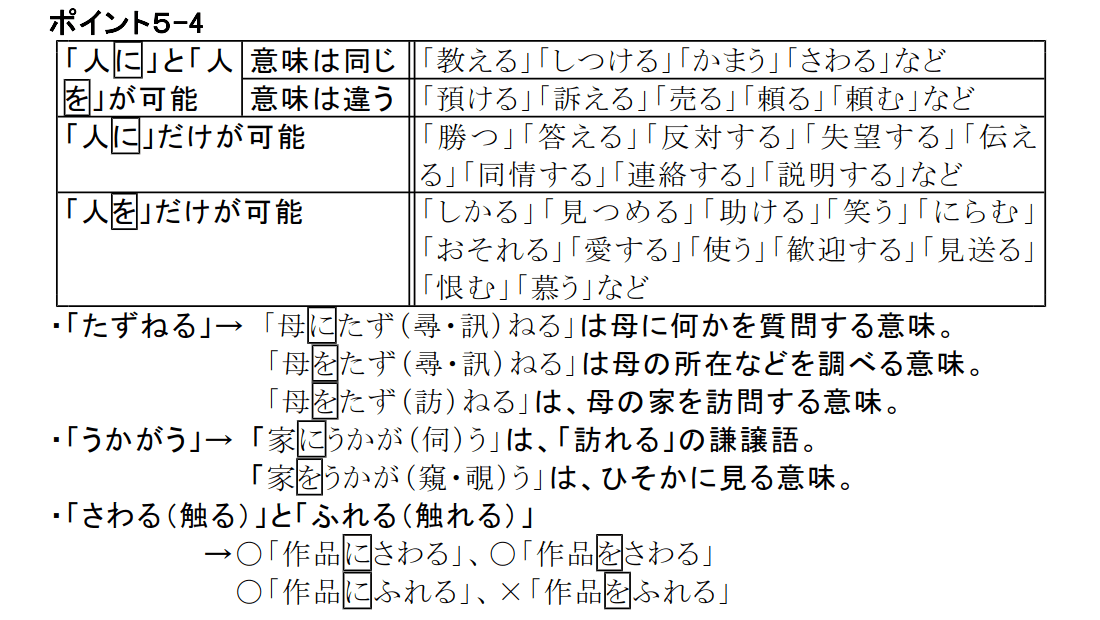 ポイント5-4
「人に」と「人 意味は同じ 「教える」「しつける」「かまう」「さわる」など
を」が可能 意味は違う 「預ける」「訴える」「売る」「頼る」「頼む」など
「人に」だけが可能 「勝つ」「答える」「反対する」「失望する」「伝え
る」「同情する」「連絡する」「説明する」など
「人を」だけが可能 「しかる」「見つめる」「助ける」「笑う」「にらむ」
「おそれる」「愛する」「使う」「歓迎する」「見送る」
「恨む」「慕う」など
・「たずねる」→ 「母にたず(尋・訊)ねる」は母に何かを質問する意味。
「母をたず(尋・訊)ねる」は母の所在などを調べる意味。
「母をたず(訪)ねる」は、母の家を訪問する意味。
・「うかがう」→ 「家にうかが(伺)う」は、「訪れる」の謙譲語。
「家をうかが(窺・覗)う」は、ひそかに見る意味。
・「さわる(触る)」と「ふれる(触れる)」
→○「作品にさわる」、○「作品をさわる」
○「作品にふれる」、×「作品をふれる」